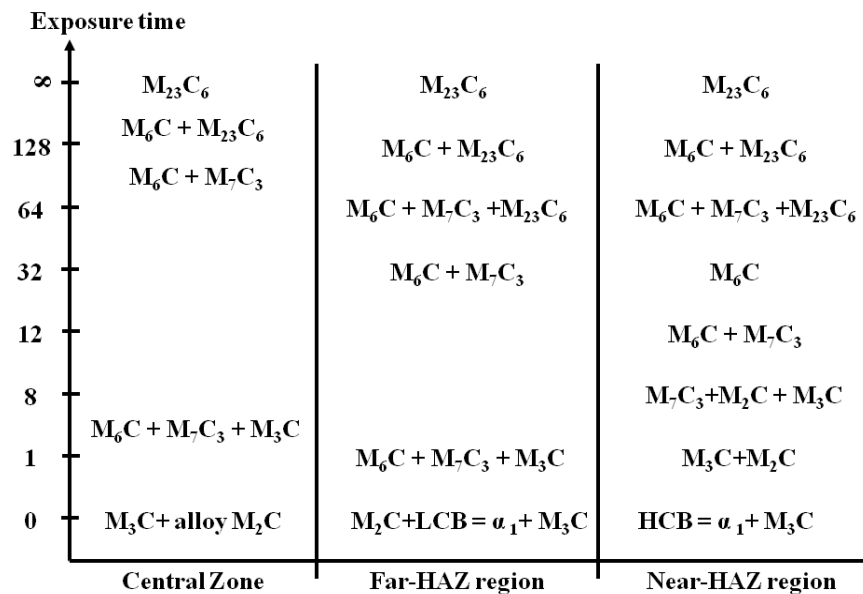 Exposure time
∞ M₂₃C₆ M₂₃C₆ M₂₃C₆
M₆C + M₂₃C₆
128 M₆C + M₂₃C₆ M₆C + M₂₃C₆
M₆C + M₇C₃
64 M₆C + M₇C₃ +M₂₃C₆ M₆C + M₇C₃ +M₂₃C₆
32 M₆C + M₇C₃ M₆C
12 M₆C + M₇C₃
8 M₇C₃+M₂C + M₃C
M₆C + M₇C₃ + M₃C
1 M₆C + M₇C₃ + M₃C M₃C+M₂C
0 M₃C+ alloy M₂C M₂C+LCB = α₁+ M₃C HCB = α₁+ M₃C
Central Zone Far-HAZ region Near-HAZ region